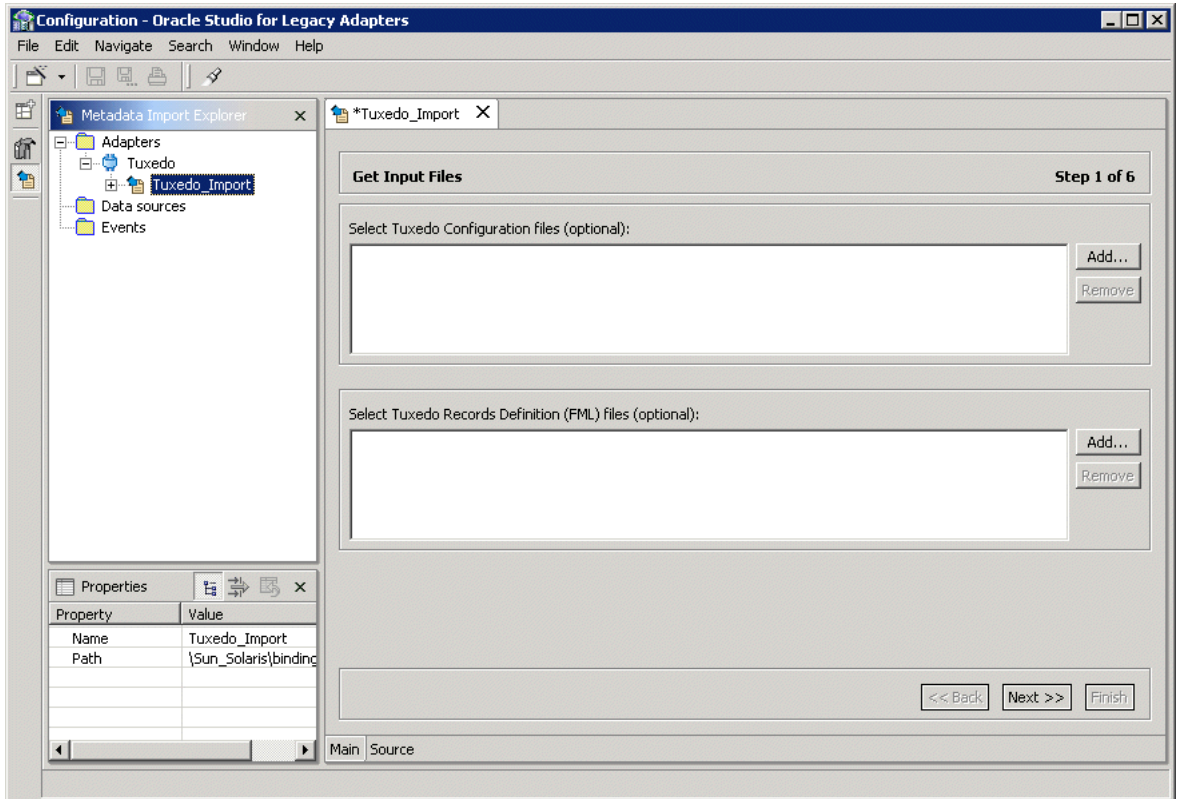 Configuration - Oracle Studio for Legacy Adapters
File Edit Navigate Search Window Help
Metadata Import Explorer
Adapters
Tuxedo
Tuxedo_Import
Data sources
Events
*Tuxedo_Import
Get Input Files Step 1 of 6
Select Tuxedo Configuration files (optional):
Add...
Remove
Select Tuxedo Records Definition (FML) files (optional):
Add...
Remove
Properties
Property Value
Name Tuxedo_Import
Path \Sun_Solaris\binding
<< Back Next >> Finish
Main Source